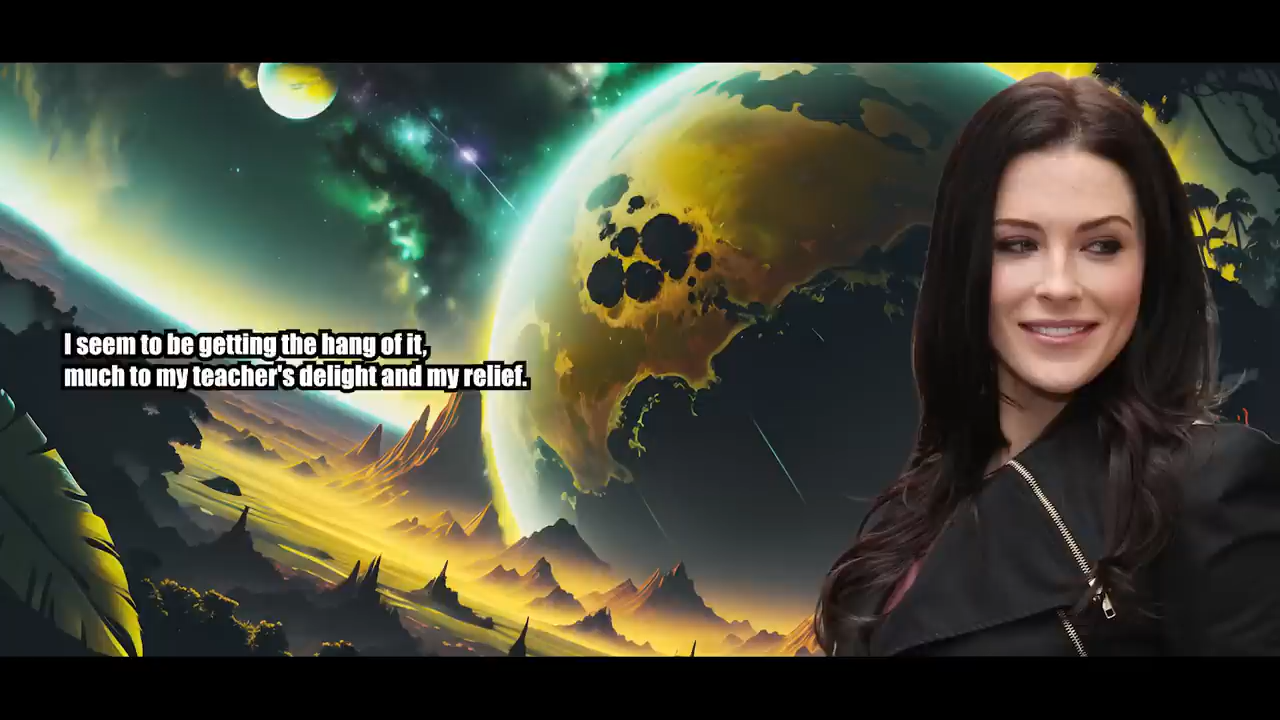 I seem to be getting the hang of it,
much to my teacher's delight and my relief.